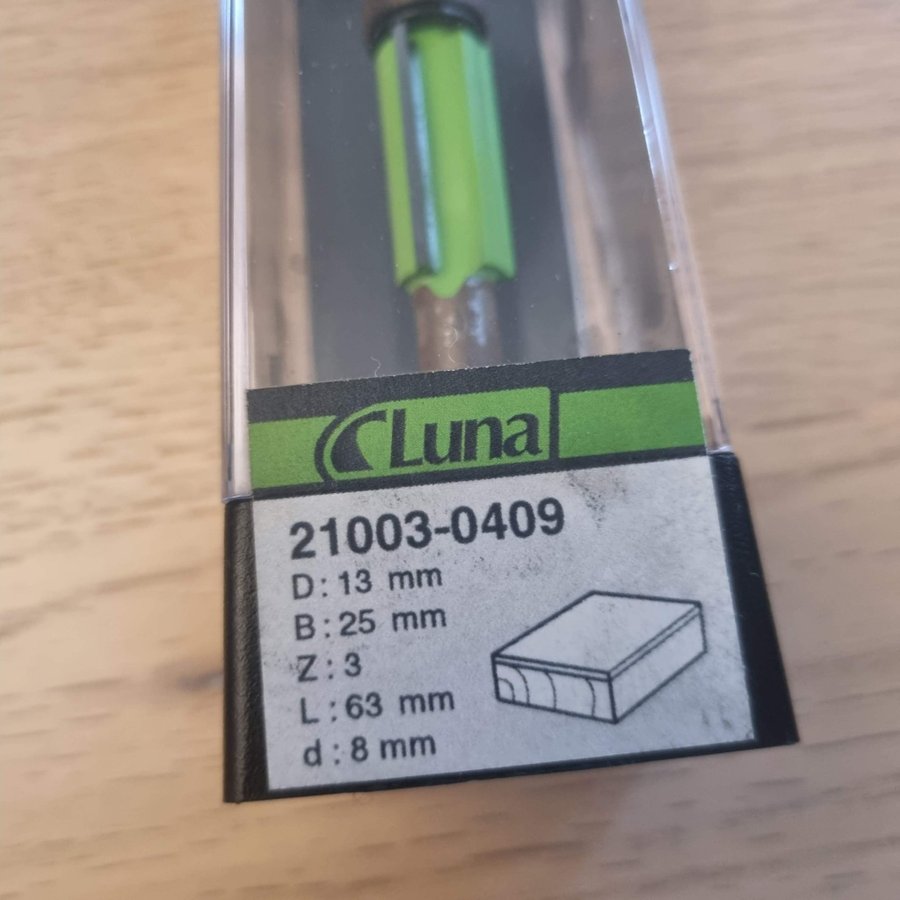 Luna
21003-0409
D: 13 mm
B: 25 mm
Z: 3
L: 63 mm
d: 8 mm